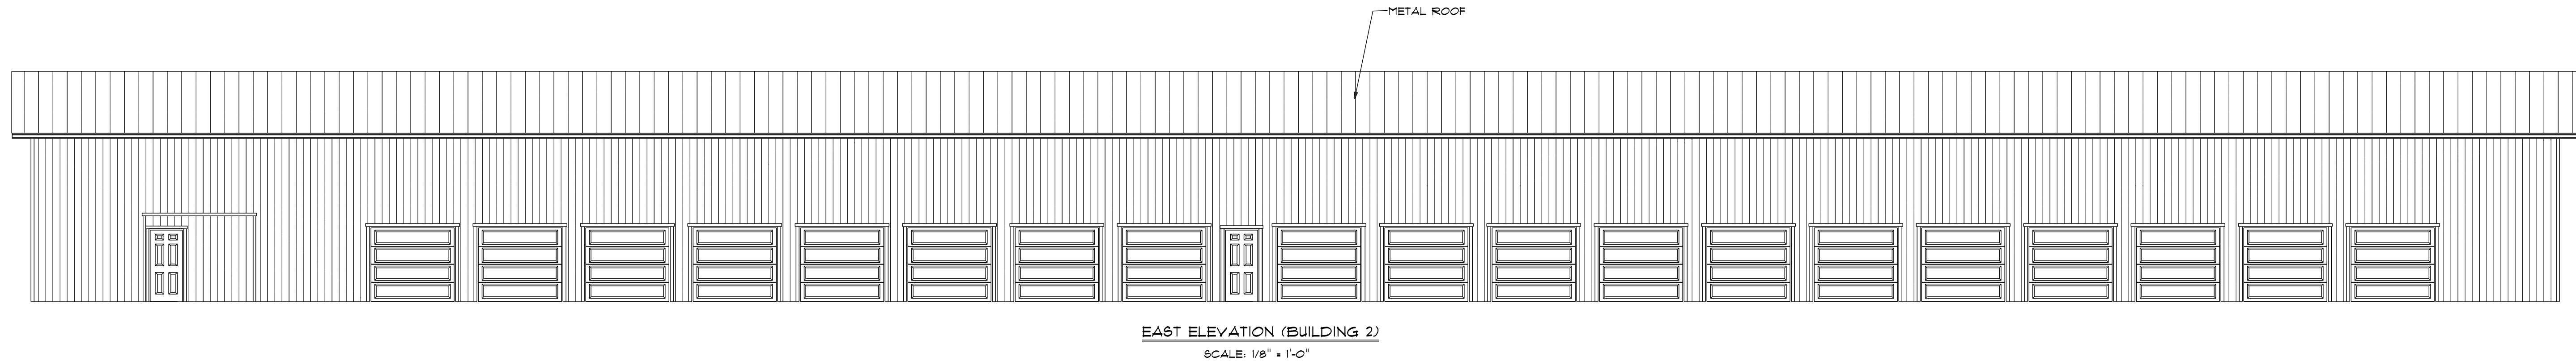 METAL ROOF
EAST ELEVATION (BUILDING 2)
SCALE: 1/8" = 1'-0"